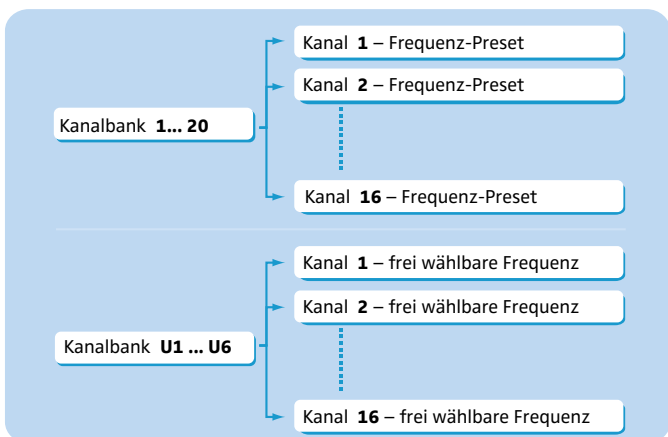 Kanal 1 – Frequenz-Preset
Kanal 2 – Frequenz-Preset
Kanalbank 1... 20
Kanal 16 – Frequenz-Preset
Kanal 1 – frei wählbare Frequenz
Kanal 2 – frei wählbare Frequenz
Kanalbank U1 ... U6
Kanal 16 – frei wählbare Frequenz